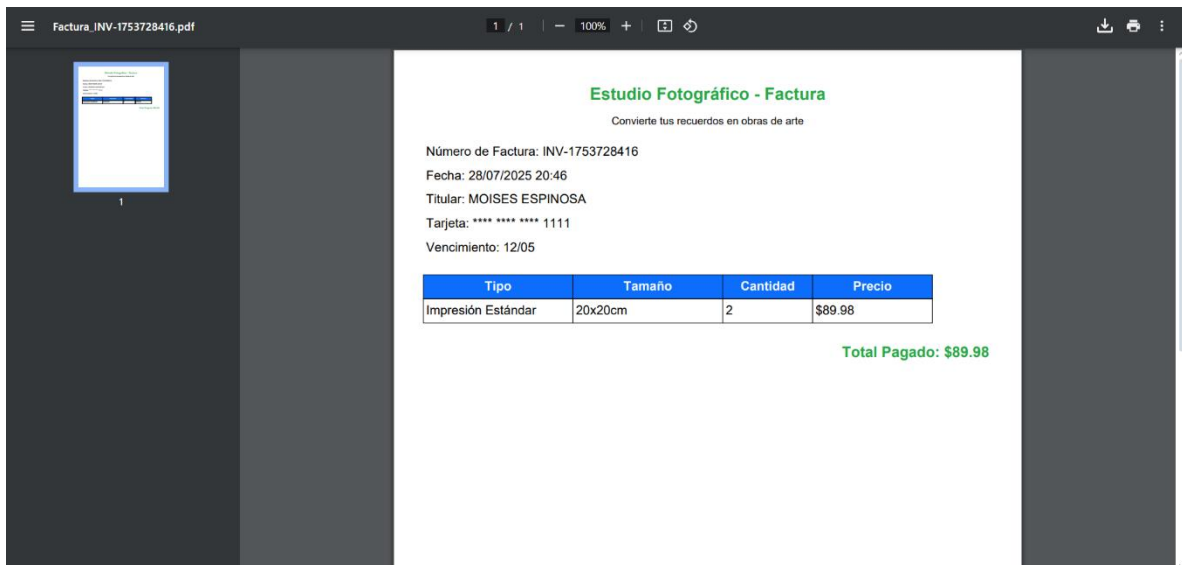 Factura_INV-1753728416.pdf
1 / 1 — 100% +
1
Estudio Fotográfico - Factura
Convierte tus recuerdos en obras de arte
Número de Factura: INV-1753728416
Fecha: 28/07/2025 20:46
Titular: MOISES ESPINOSA
Tarjeta: **** **** **** 1111
Vencimiento: 12/05
Tipo Tamaño Cantidad Precio
Impresión Estándar 20x20cm 2 $89.98
Total Pagado: $89.98